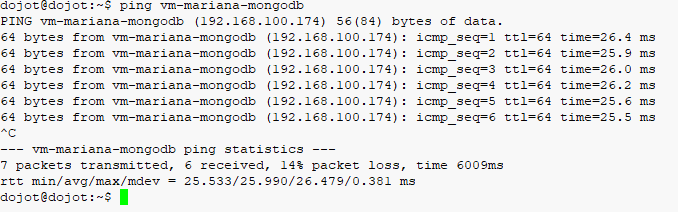 dojot@dojot:~$ ping vm-mariana-mongodb
PING vm-mariana-mongodb (192.168.100.174) 56(84) bytes of data.
64 bytes from vm-mariana-mongodb (192.168.100.174): icmp_seq=1 ttl=64 time=26.4 ms
64 bytes from vm-mariana-mongodb (192.168.100.174): icmp_seq=2 ttl=64 time=25.9 ms
64 bytes from vm-mariana-mongodb (192.168.100.174): icmp_seq=3 ttl=64 time=26.0 ms
64 bytes from vm-mariana-mongodb (192.168.100.174): icmp_seq=4 ttl=64 time=26.2 ms
64 bytes from vm-mariana-mongodb (192.168.100.174): icmp_seq=5 ttl=64 time=25.6 ms
64 bytes from vm-mariana-mongodb (192.168.100.174): icmp_seq=6 ttl=64 time=25.5 ms
^C
--- vm-mariana-mongodb ping statistics ---
7 packets transmitted, 6 received, 14% packet loss, time 6009ms
rtt min/avg/max/mdev = 25.533/25.990/26.479/0.381 ms
dojot@dojot:~$